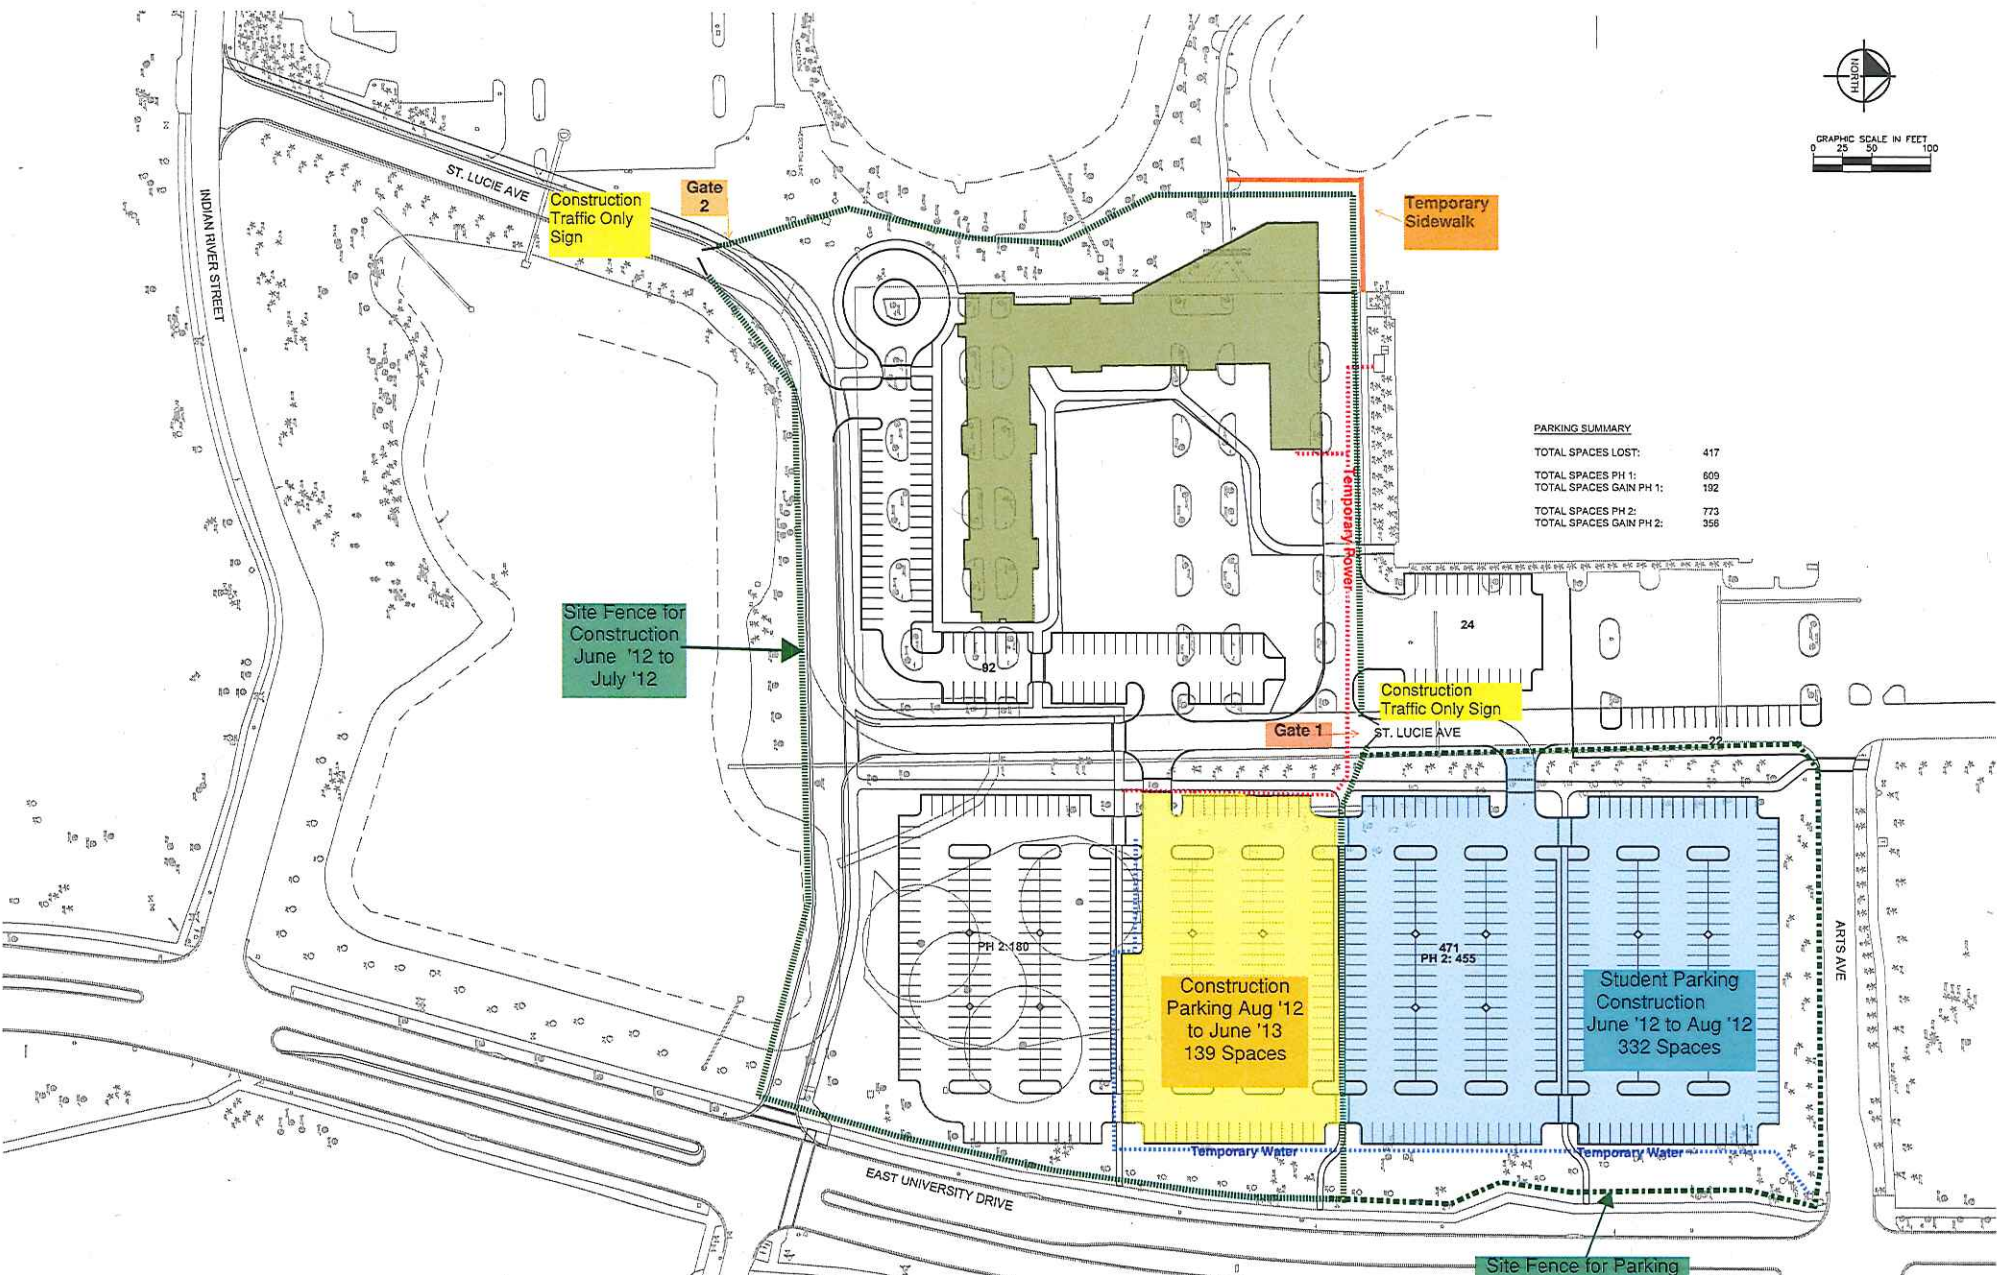 NORTH
GRAPHIC SCALE IN FEET
0 25 50 100
INDIAN RIVER STREET
ST. LUCIE AVE
Construction
Traffic Only
Sign
Gate
2
Temporary
Sidewalk
PARKING SUMMARY
TOTAL SPACES LOST: 417
TOTAL SPACES PH 1: 609
TOTAL SPACES GAIN PH 1: 192
TOTAL SPACES PH 2: 773
TOTAL SPACES GAIN PH 2: 356
Temporary Power
Site Fence for
Construction
June '12 to
July '12
24
92
Construction
Traffic Only Sign
Gate 1
ST. LUCIE AVE
22
PH 2:180
471
PH 2: 455
Construction
Parking Aug '12
to June '13
139 Spaces
Student Parking
Construction
June '12 to Aug '12
332 Spaces
ARTS AVE
Temporary Water
Temporary Water
EAST UNIVERSITY DRIVE
Site Fence for Parking